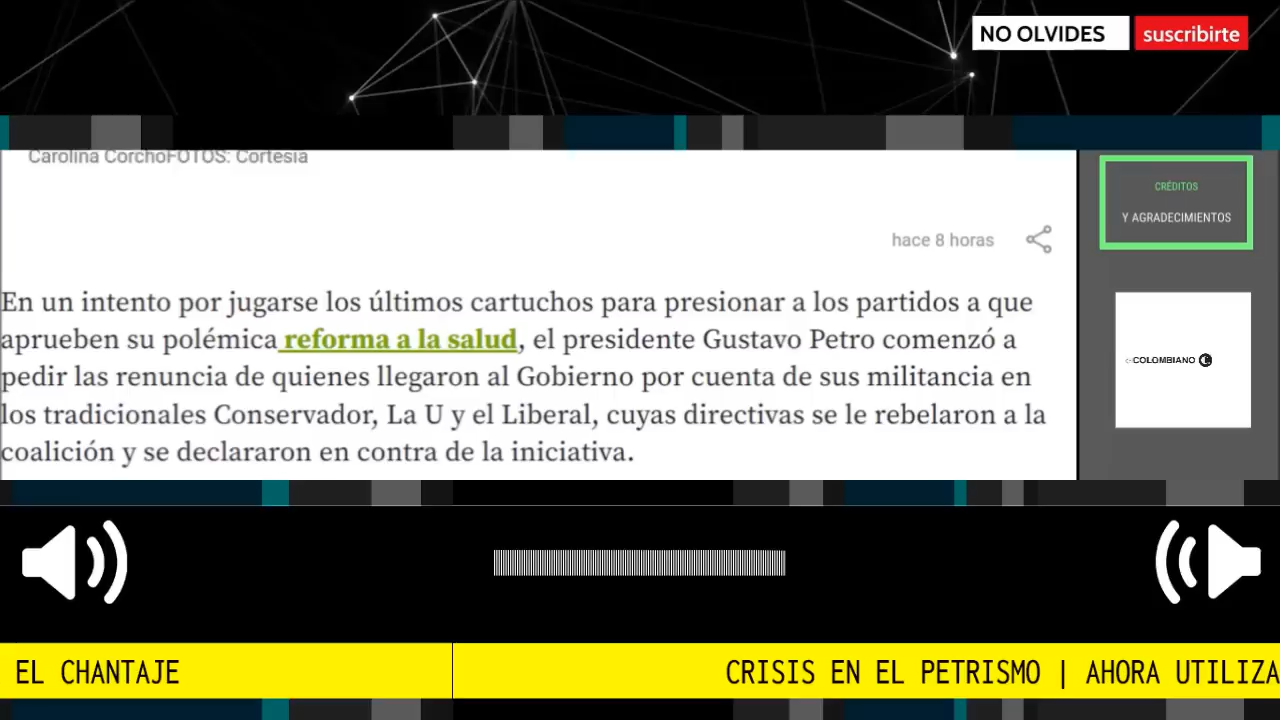 NO OLVIDES
suscribirte
Carolina CorchoFOTOS: Cortesía
CRÉDITOS
Y AGRADECIMIENTOS
hace 8 horas
En un intento por jugarse los últimos cartuchos para presionar a los partidos a que
aprueben su polémica reforma a la salud, el presidente Gustavo Petro comenzó a
pedir las renuncia de quienes llegaron al Gobierno por cuenta de sus militancia en
los tradicionales Conservador, La U y el Liberal, cuyas directivas se le rebelaron a la
coalición y se declararon en contra de la iniciativa.
COLOMBIANO
EL CHANTAJE
CRISIS EN EL PETRISMO | AHORA UTILIZA